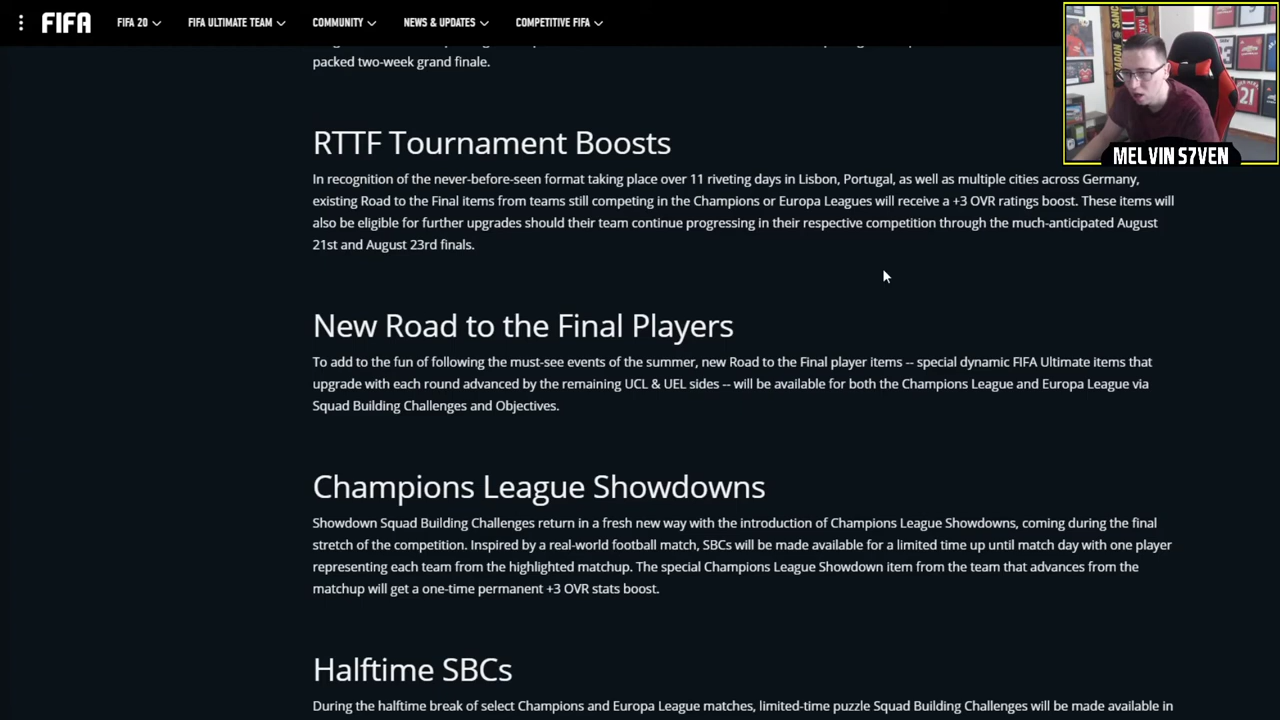 FIFA
FIFA 20
FIFA ULTIMATE TEAM
COMMUNITY
NEWS & UPDATES
COMPETITIVE FIFA
packed two-week grand finale.
RTTF Tournament Boosts
In recognition of the never-before-seen format taking place over 11 riveting days in Lisbon, Portugal, as well as multiple cities across Germany,
existing Road to the Final items from teams still competing in the Champions or Europa Leagues will receive a +3 OVR ratings boost. These items will
also be eligible for further upgrades should their team continue progressing in their respective competition through the much-anticipated August
21st and August 23rd finals.
New Road to the Final Players
To add to the fun of following the must-see events of the summer, new Road to the Final player items -- special dynamic FIFA Ultimate items that
upgrade with each round advanced by the remaining UCL & UEL sides -- will be available for both the Champions League and Europa League via
Squad Building Challenges and Objectives.
Champions League Showdowns
Showdown Squad Building Challenges return in a fresh new way with the introduction of Champions League Showdowns, coming during the final
stretch of the competition. Inspired by a real-world football match, SBCs will be made available for a limited time up until match day with one player
representing each team from the highlighted matchup. The special Champions League Showdown item from the team that advances from the
matchup will get a one-time permanent +3 OVR stats boost.
Halftime SBCs
During the halftime break of select Champions and Europa League matches, limited-time puzzle Squad Building Challenges will be made available in
MELVIN S7VEN
21